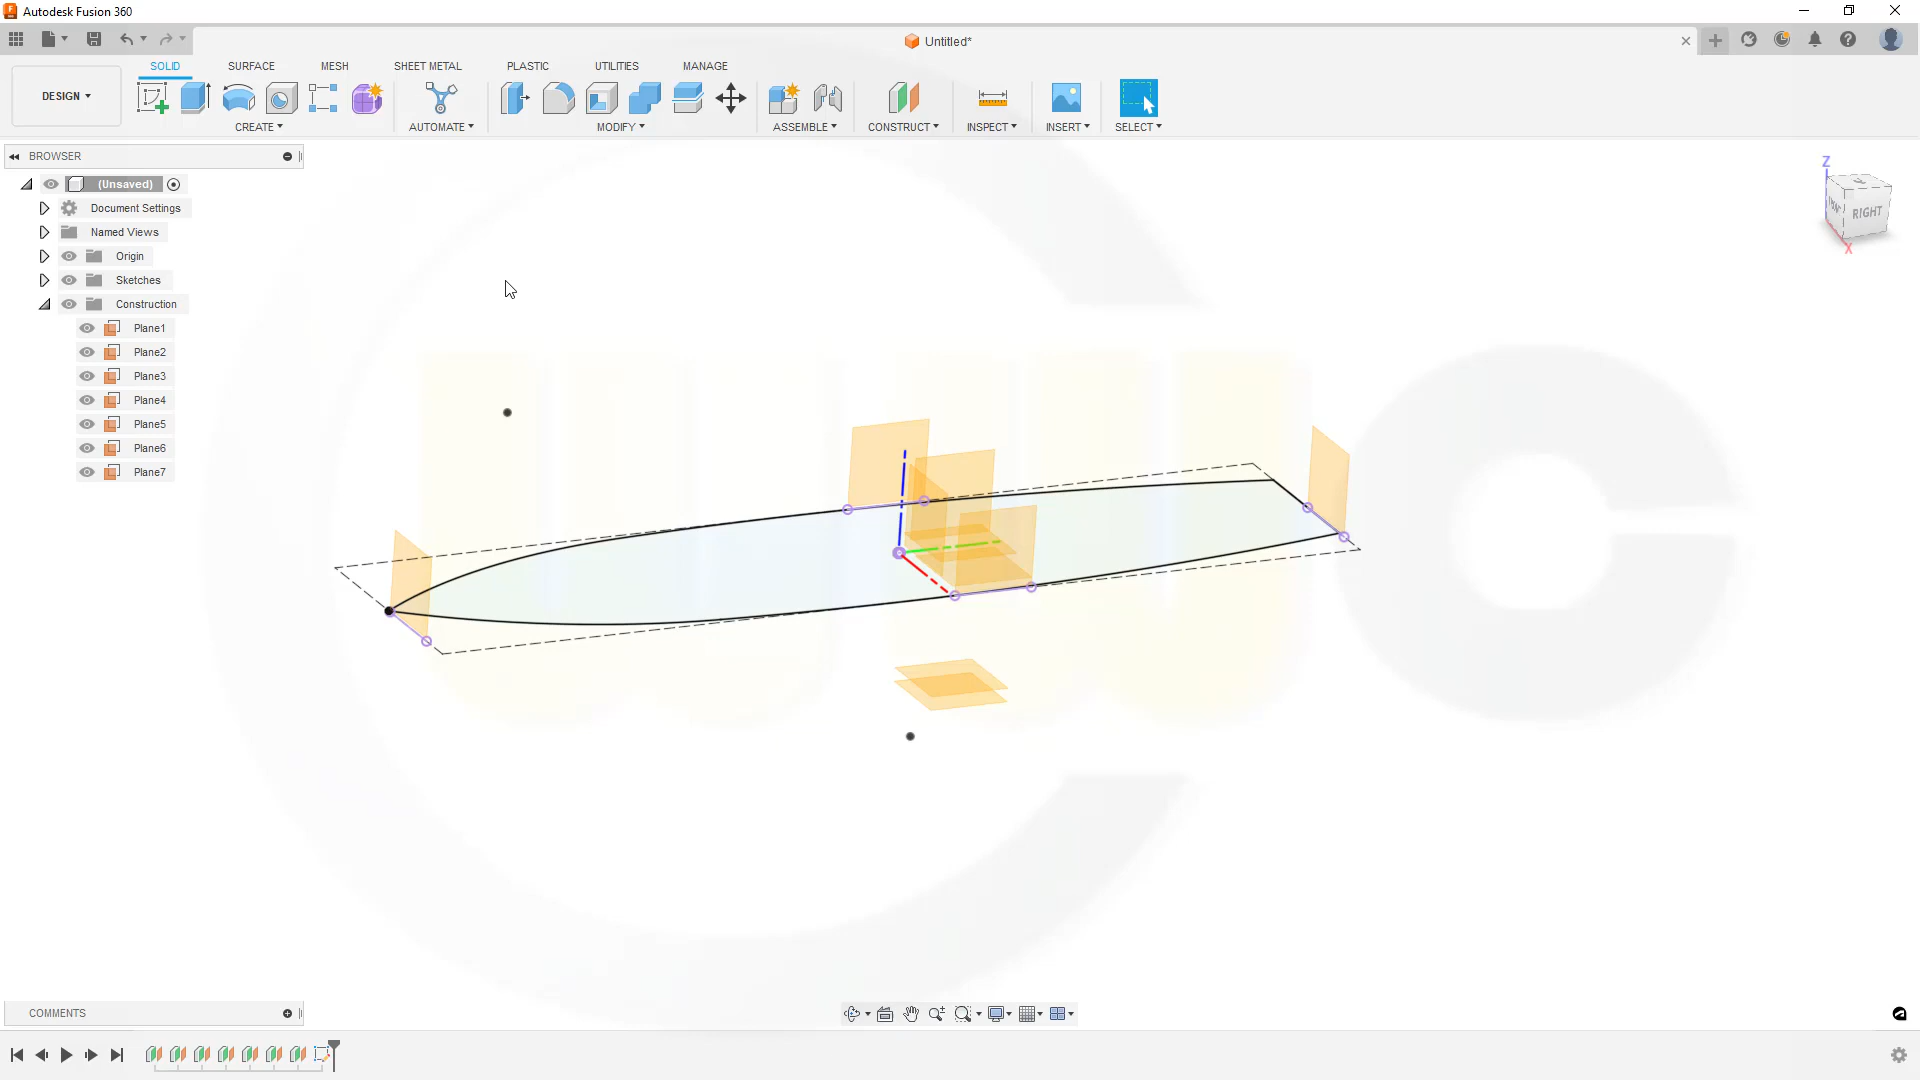 Autodesk Fusion 360
Untitled*
DESIGN
SOLID
SURFACE
MESH
SHEET METAL
PLASTIC
UTILITIES
MANAGE
CREATE
AUTOMATE
MODIFY
ASSEMBLE
CONSTRUCT
INSPECT
INSERT
SELECT
BROWSER
(Unsaved)
Document Settings
Named Views
Origin
Sketches
Construction
Plane1
Plane2
Plane3
Plane4
Plane5
Plane6
Plane7
Z
RIGHT
X
COMMENTS